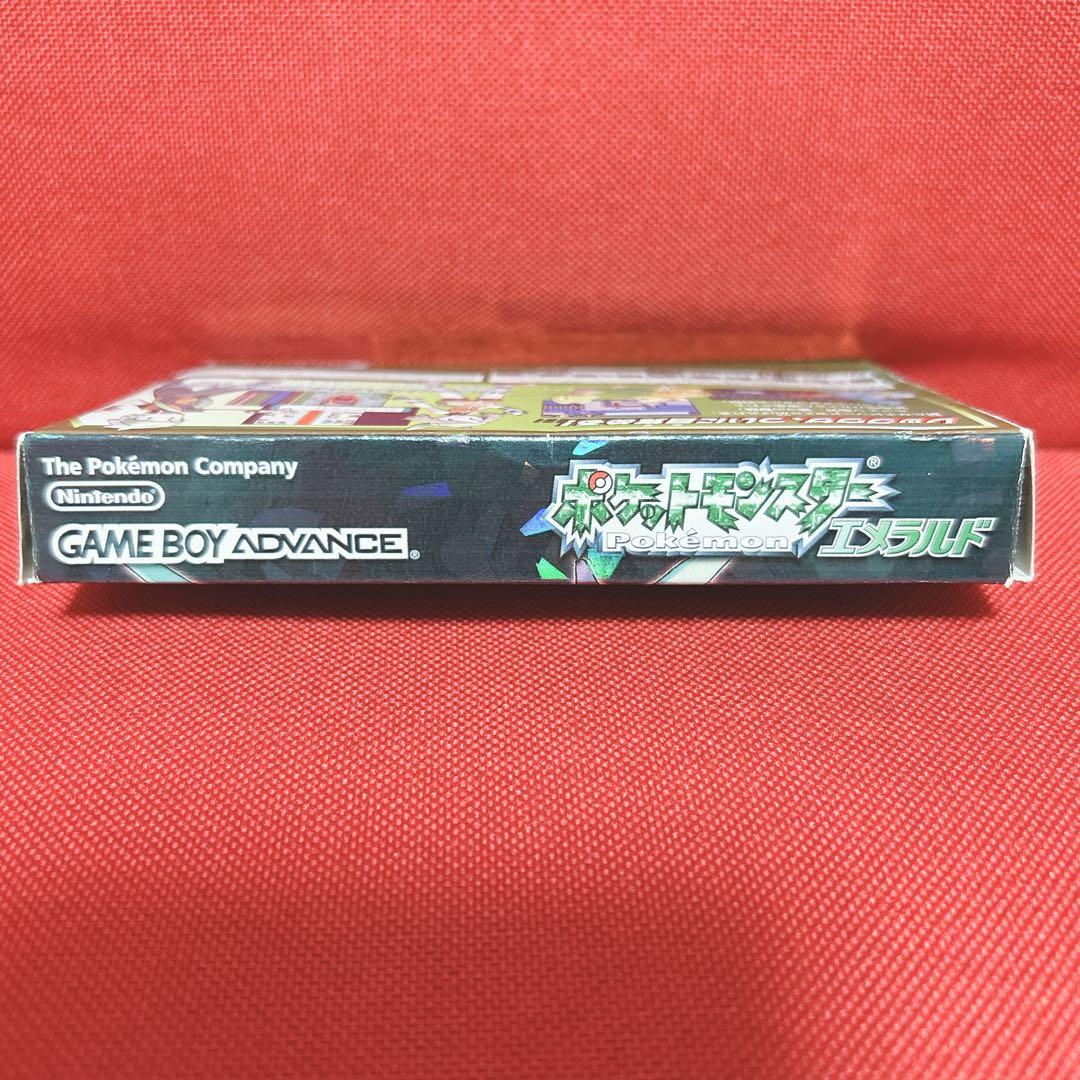 The Pokémon Company
Nintendo
GAME BOY ADVANCE
ポケットモンスター®
Pokémon
エメラルド